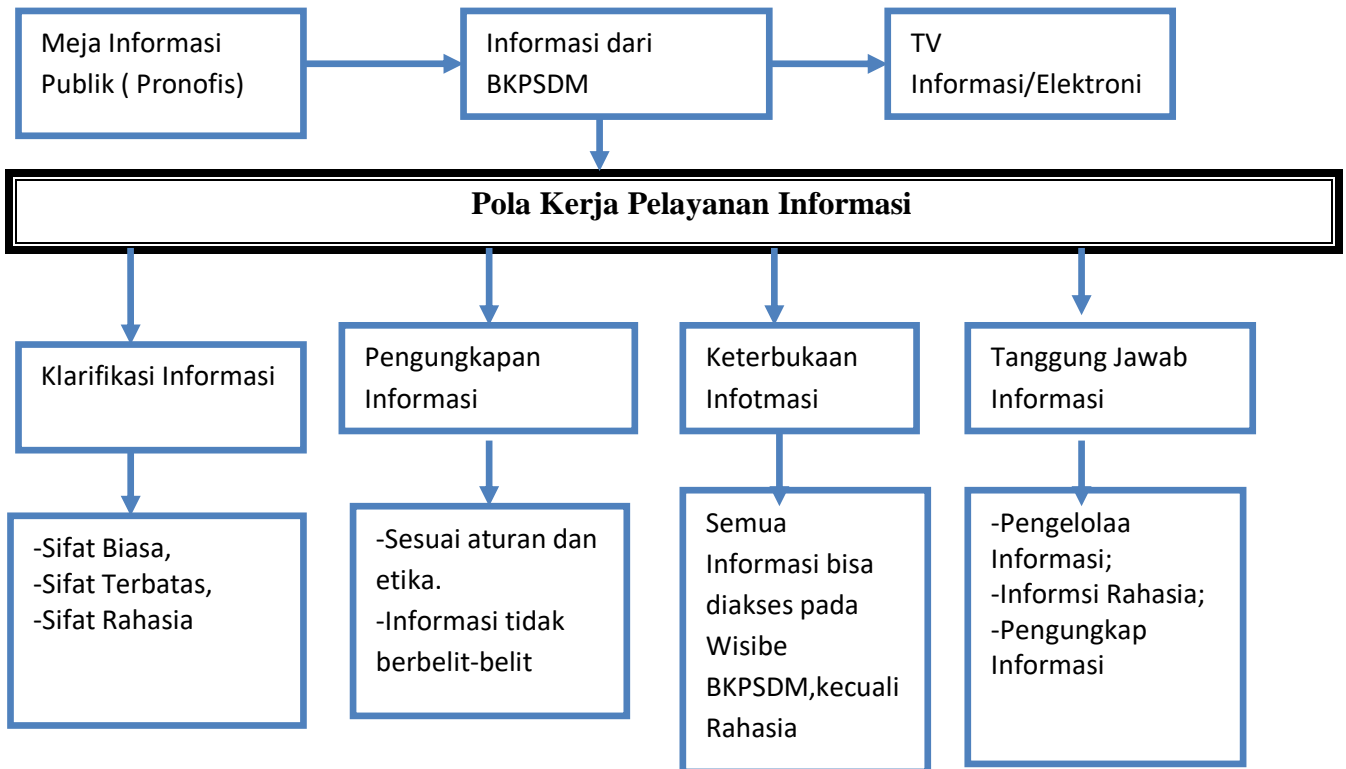 Meja Informasi
Publik ( Pronofis)
Informasi dari
BKPSDM
TV
Informasi/Elektroni
Pola Kerja Pelayanan Informasi
Klarifikasi Informasi
Pengungkapan
Informasi
Keterbukaan
Infotmasi
Tanggung Jawab
Informasi
-Sifat Biasa,
-Sifat Terbatas,
-Sifat Rahasia
-Sesuai aturan dan
etika.
-Informasi tidak
berbelit-belit
Semua
Informasi bisa
diakses pada
Wisibe
BKPSDM,kecuali
Rahasia
-Pengelolaa
Informasi;
-Informsi Rahasia;
-Pengungkap
Informasi